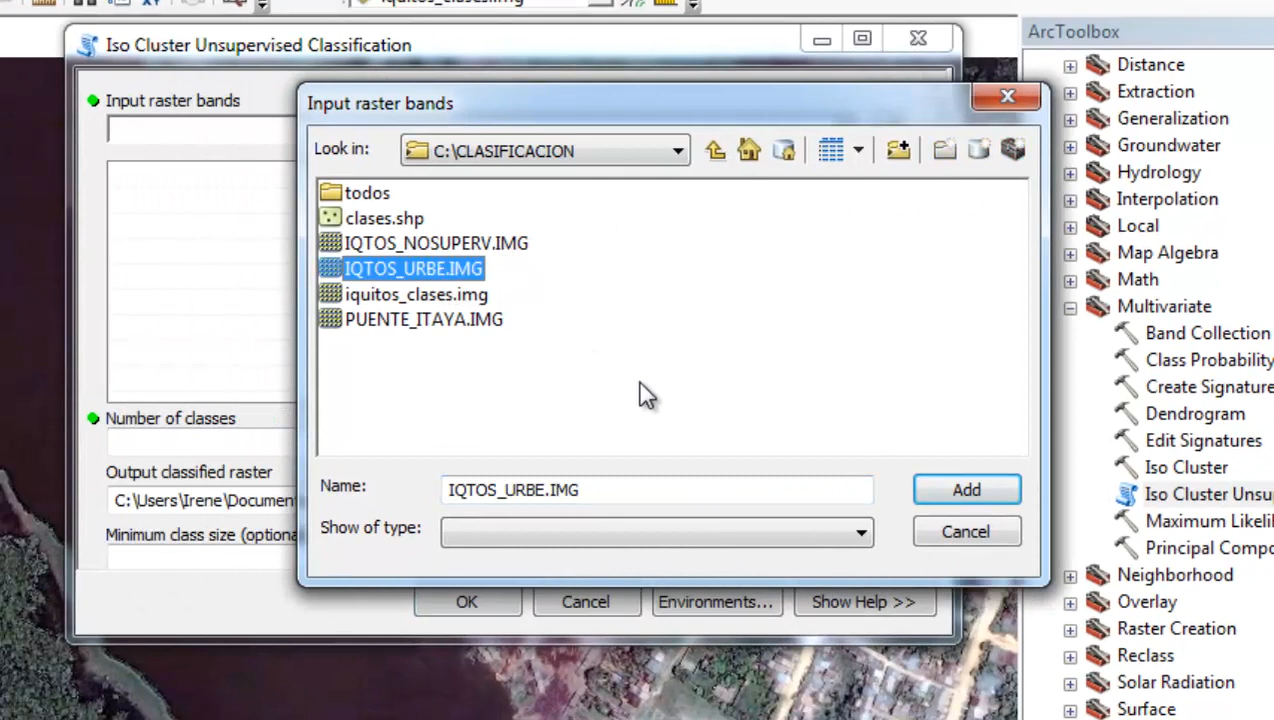 iquitos_clases.img
Iso Cluster Unsupervised Classification
Input raster bands
Number of classes
Output classified raster
C:\Users\Irene\Documen
Minimum class size (optiona
OK
Cancel
Environments...
Show Help >>
Input raster bands
Look in:
C:\CLASIFICACION
todos
clases.shp
IQTOS_NOSUPERV.IMG
IQTOS_URBE.IMG
iquitos_clases.img
PUENTE_ITAYA.IMG
Name:
IQTOS_URBE.IMG
Add
Show of type:
Cancel
ArcToolbox
Distance
Extraction
Generalization
Groundwater
Hydrology
Interpolation
Local
Map Algebra
Math
Multivariate
Band Collection
Class Probability
Create Signature
Dendrogram
Edit Signatures
Iso Cluster
Iso Cluster Unsu
Maximum Likeli
Principal Compo
Neighborhood
Overlay
Raster Creation
Reclass
Solar Radiation
Surface